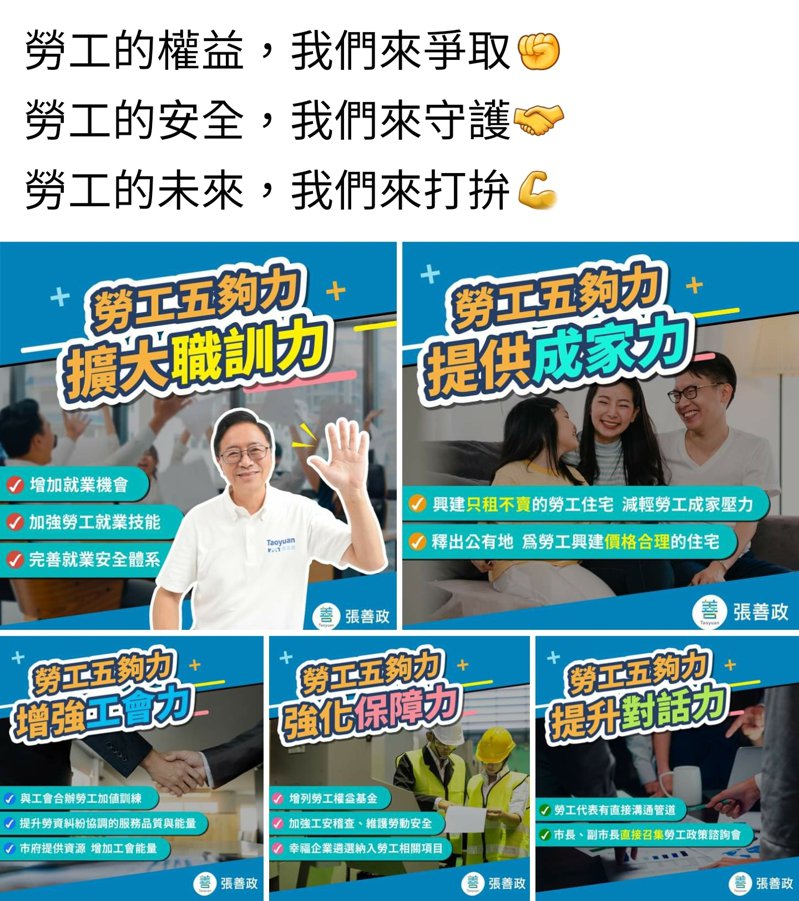 勞工的權益，我們來爭取✊
勞工的安全，我們來守護🤝
勞工的未來，我們來打拚💪
勞工五夠力
擴大職訓力
增加就業機會
加強勞工就業技能
完善就業安全體系
Taoyuan
善
Taoyuan
張善政
勞工五夠力
提供成家力
興建只租不賣的勞工住宅 減輕勞工成家壓力
釋出公有地 為勞工興建價格合理的住宅
善
Taoyuan
張善政
勞工五夠力
增強工會力
與工會合辦勞工加值訓練
提升勞資糾紛協調的服務品質與能量
市府提供資源 增加工會能量
善
張善政
勞工五夠力
強化保障力
增列勞工權益基金
加強工安稽查、維護勞動安全
幸福企業遴選納入勞工相關項目
善
張善政
勞工五夠力
提升對話力
勞工代表有直接溝通管道
市長、副市長直接召集勞工政策諮詢會
善
張善政